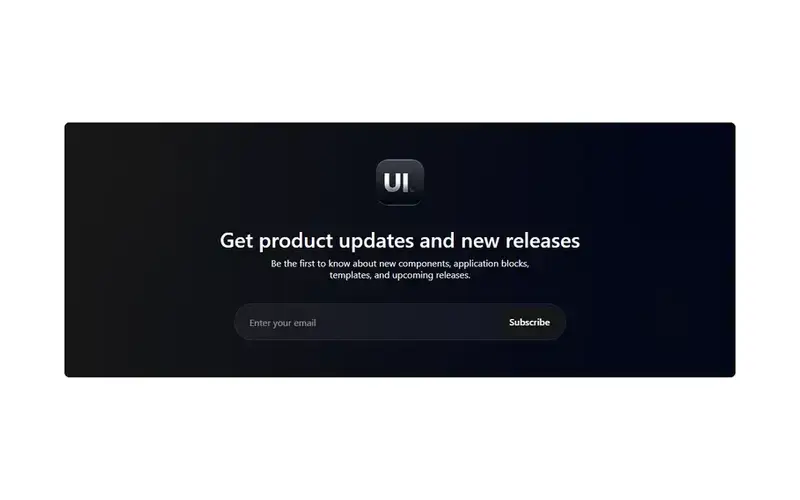 UI.
Get product updates and new releases
Be the first to know about new components, application blocks,
templates, and upcoming releases.
Enter your email
Subscribe